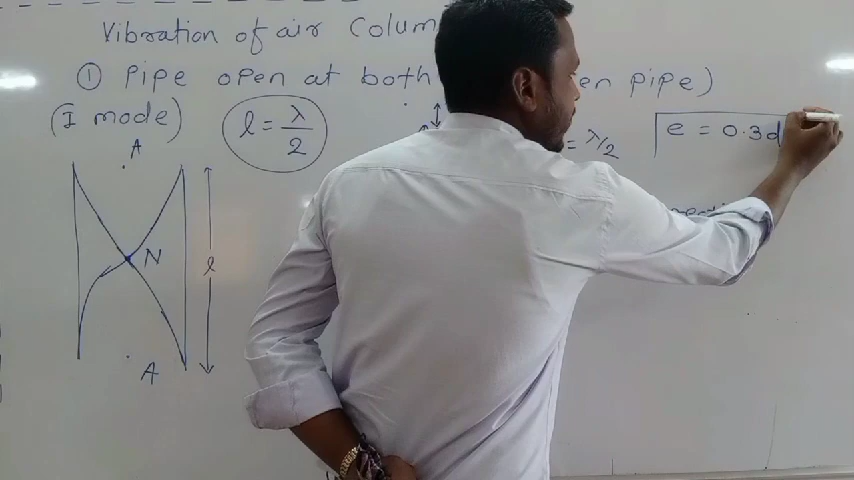 Vibration of air Colum
① Pipe open at both en pipe)
(I mode) l = λ/2 = λ/2 e = 0.3d
A
N
l
A